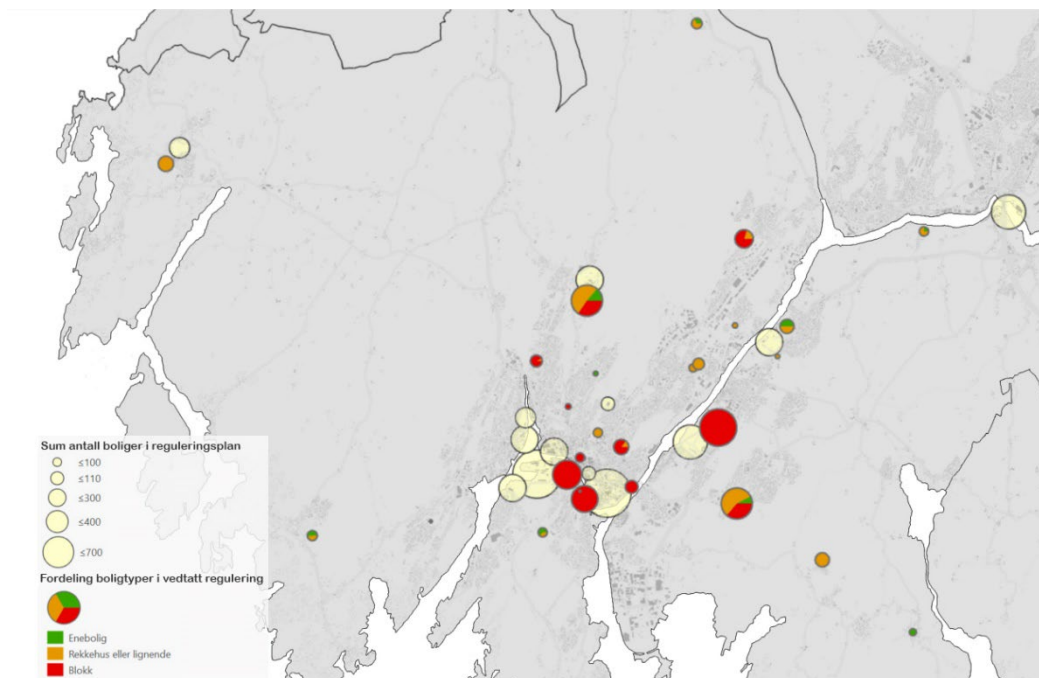 Sum antall boliger i reguleringsplan
≤100
≤110
≤300
≤400
≤700
Fordeling boligtyper i vedtatt regulering
Enebolig
Rekkehus eller lignende
Blokk